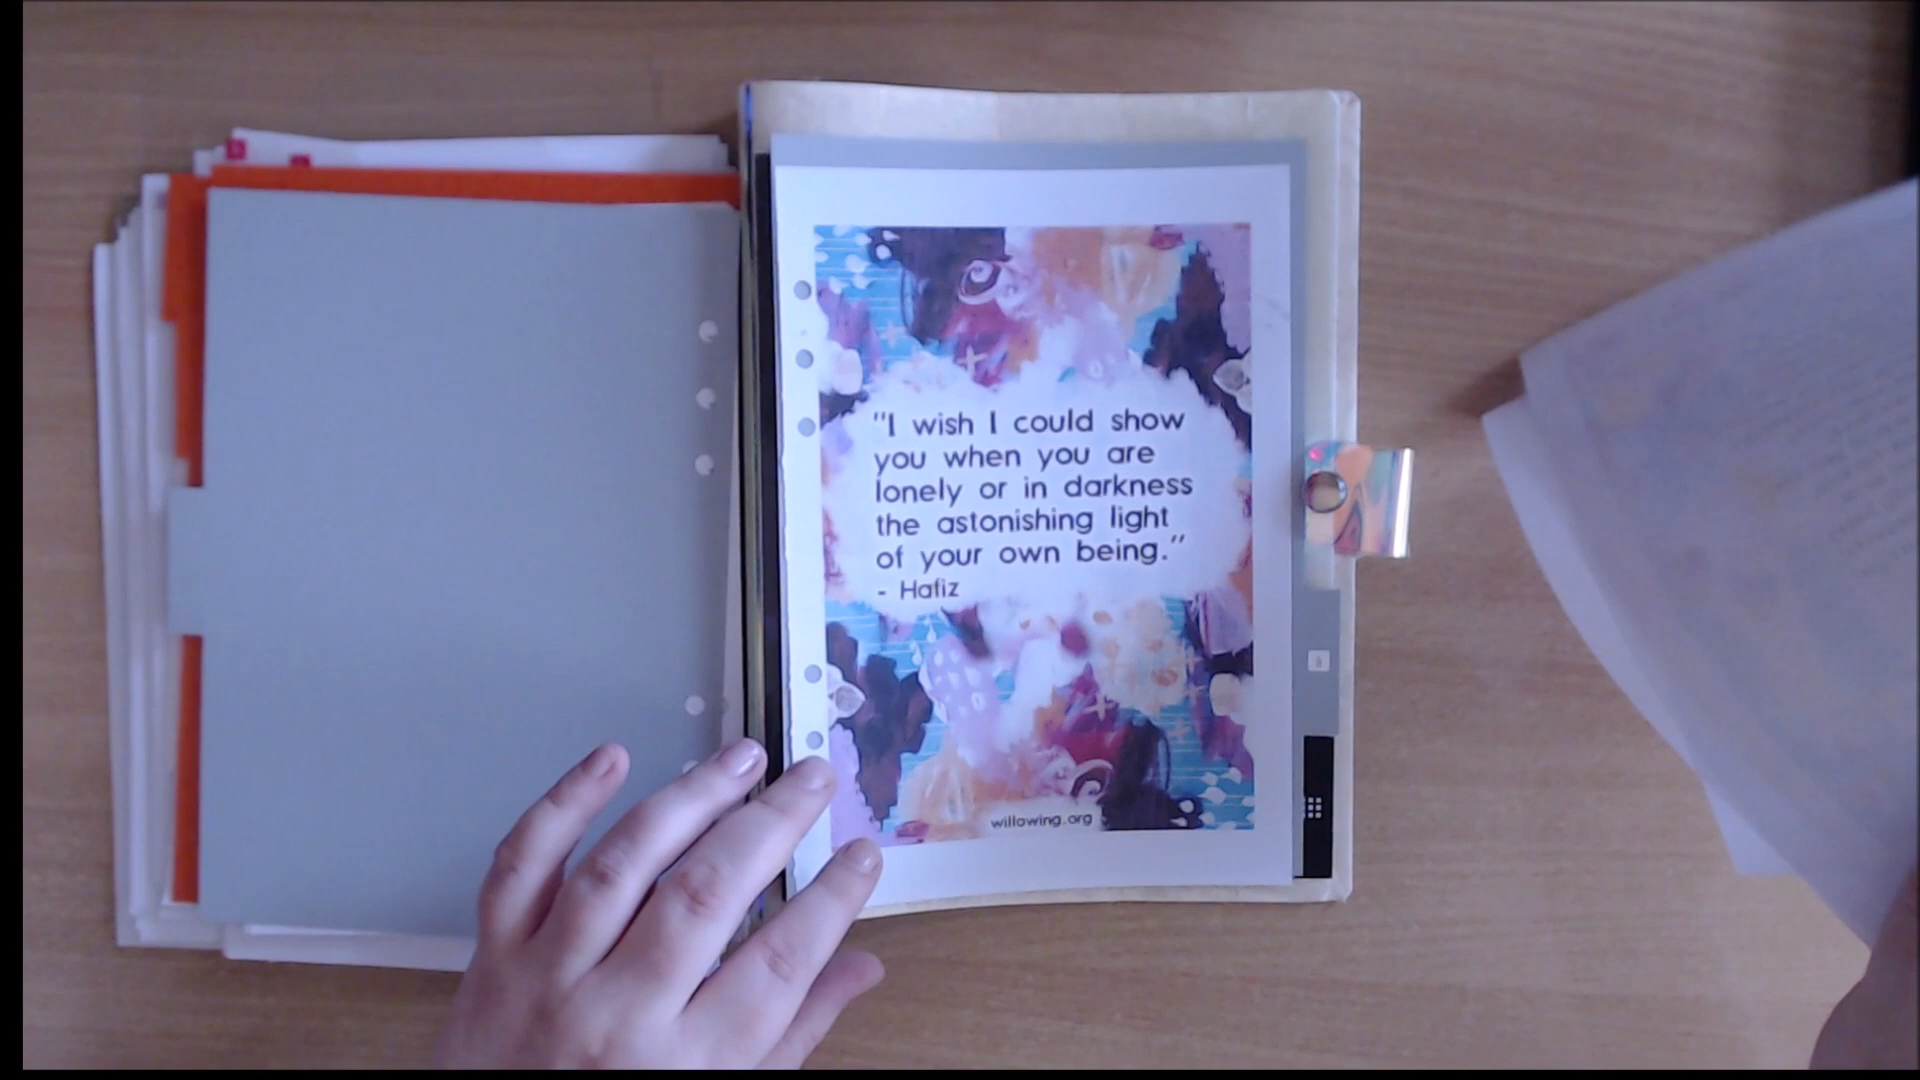 "I wish I could show
you when you are
lonely or in darkness
the astonishing light
of your own being."
- Hafiz
willowing.org